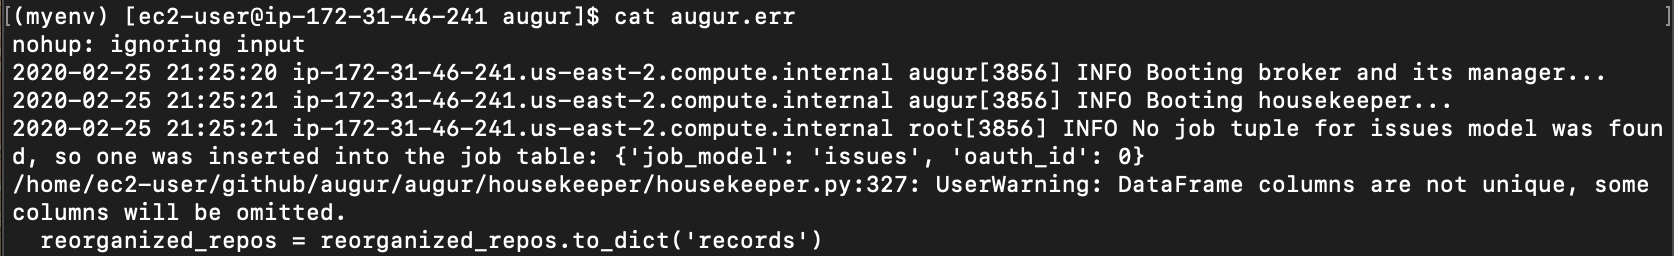 [(myenv) [ec2-user@ip-172-31-46-241 augur]$ cat augur.err ]
nohup: ignoring input
2020-02-25 21:25:20 ip-172-31-46-241.us-east-2.compute.internal augur[3856] INFO Booting broker and its manager...
2020-02-25 21:25:21 ip-172-31-46-241.us-east-2.compute.internal augur[3856] INFO Booting housekeeper...
2020-02-25 21:25:21 ip-172-31-46-241.us-east-2.compute.internal root[3856] INFO No job tuple for issues model was foun
d, so one was inserted into the job table: {'job_model': 'issues', 'oauth_id': 0}
/home/ec2-user/github/augur/augur/housekeeper/housekeeper.py:327: UserWarning: DataFrame columns are not unique, some
columns will be omitted.
  reorganized_repos = reorganized_repos.to_dict('records')